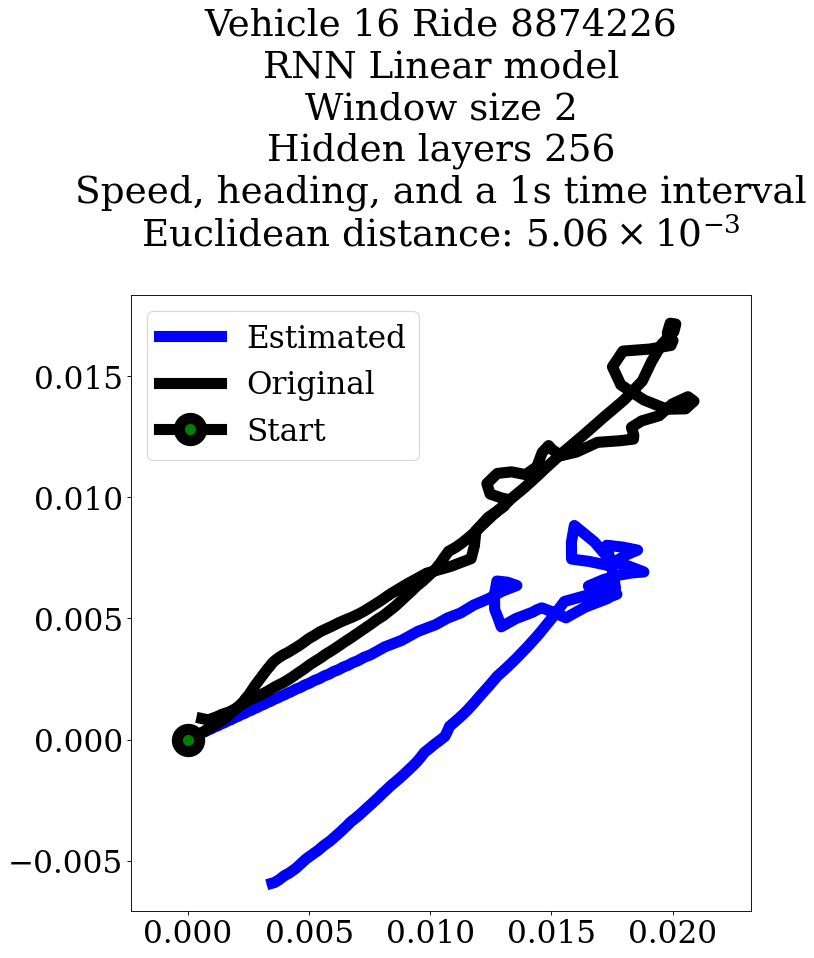 Vehicle 16 Ride 8874226
RNN Linear model
Window size 2
Hidden layers 256
Speed, heading, and a 1s time interval
Euclidean distance: 5.06 × 10⁻³
Estimated
Original
Start
0.015
0.010
0.005
0.000
−0.005
0.000 0.005 0.010 0.015 0.020